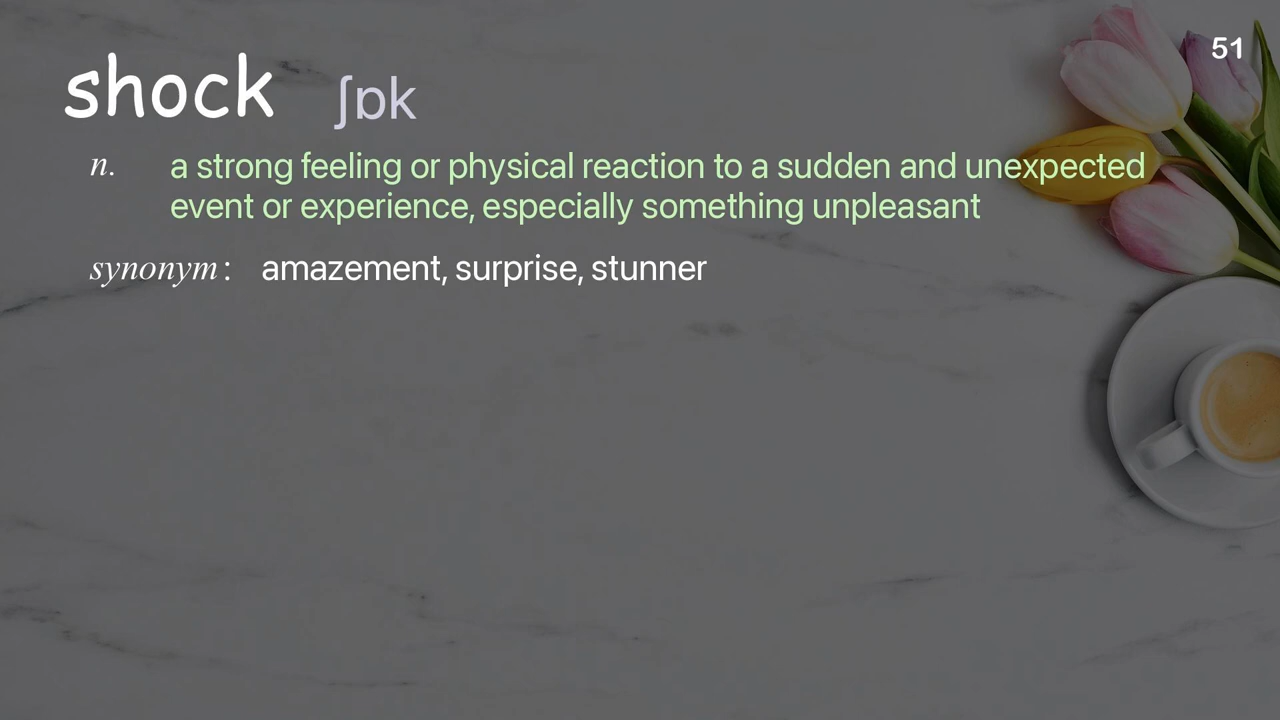 51
shock ʃɒk
n. a strong feeling or physical reaction to a sudden and unexpected
event or experience, especially something unpleasant
synonym : amazement, surprise, stunner